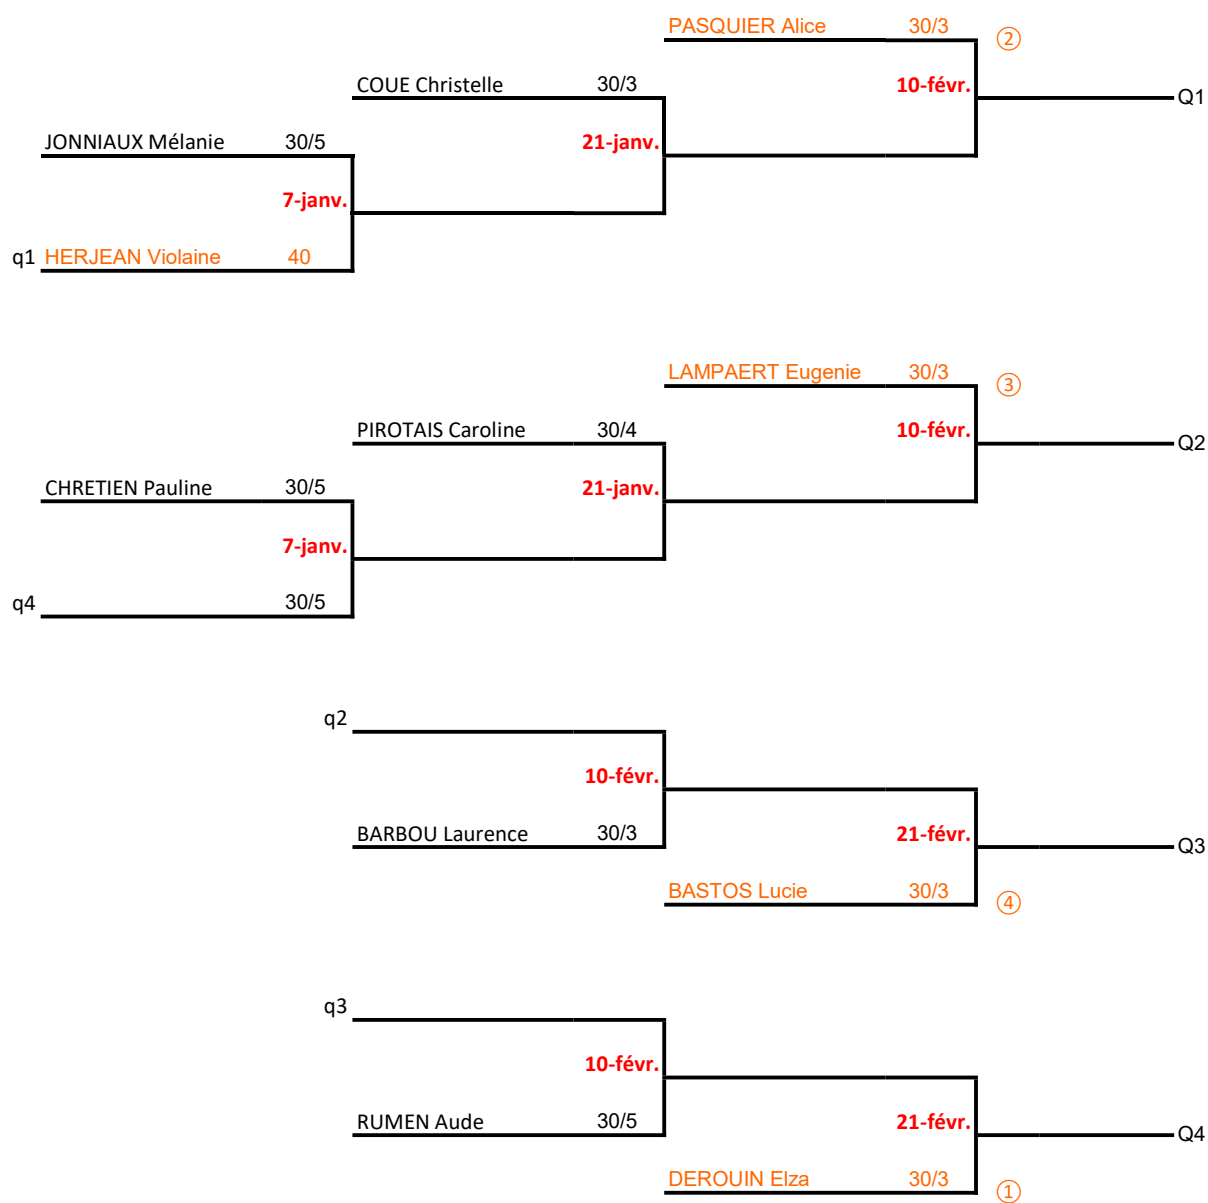 PASQUIER Alice 30/3 ②
COUE Christelle 30/3 10-févr. Q1
JONNIAUX Mélanie 30/5 21-janv.
7-janv.
q1 HERJEAN Violaine 40
LAMPAERT Eugenie 30/3 ③
PIROTAIS Caroline 30/4 10-févr. Q2
CHRETIEN Pauline 30/5 21-janv.
7-janv.
q4 30/5
q2
10-févr.
BARBOU Laurence 30/3 21-févr. Q3
BASTOS Lucie 30/3 ④
q3
10-févr.
RUMEN Aude 30/5 21-févr. Q4
DEROUIN Elza 30/3 ①